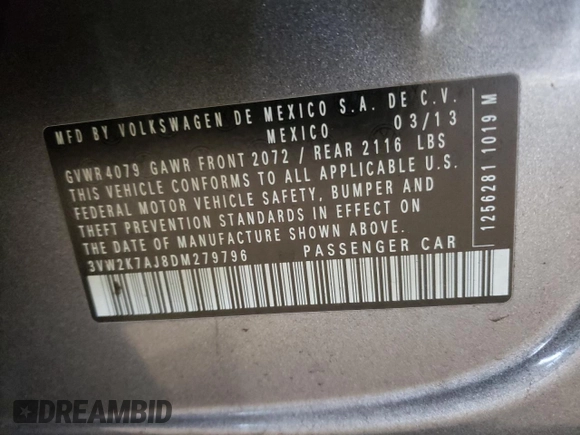 MFD BY VOLKSWAGEN DE MEXICO S.A. DE C.V.
MEXICO 03/13
GVWR4079 GAWR FRONT2072 / REAR 2116 LBS
THIS VEHICLE CONFORMS TO ALL APPLICABLE U.S.
FEDERAL MOTOR VEHICLE SAFETY, BUMPER AND
THEFT PREVENTION STANDARDS IN EFFECT ON
THE DATE OF MANUFACTURE SHOWN ABOVE.
3VW2K7AJ8DM279796 PASSENGER CAR
1256281 1019 M
DREAMBID